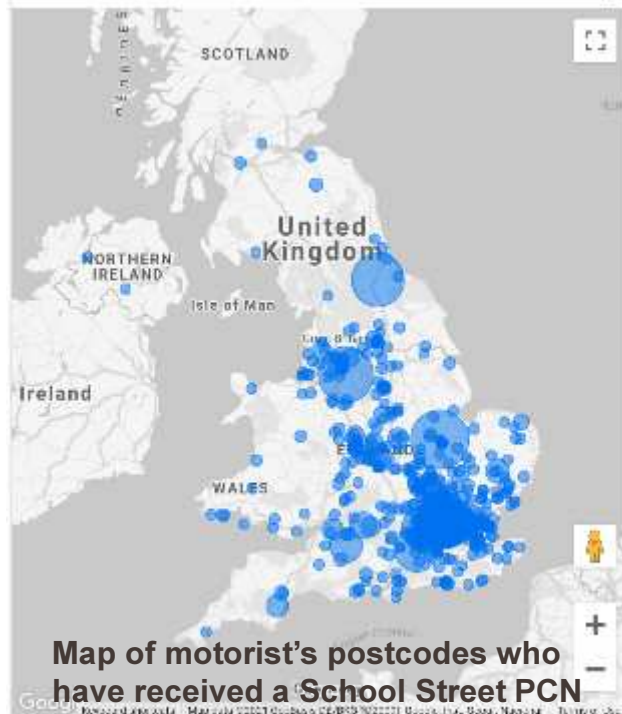 SCOTLAND
United
Kingdom
NORTHERN
IRELAND
Isle of Man
Ireland
WALES
Map of motorist's postcodes who
have received a School Street PCN
Google